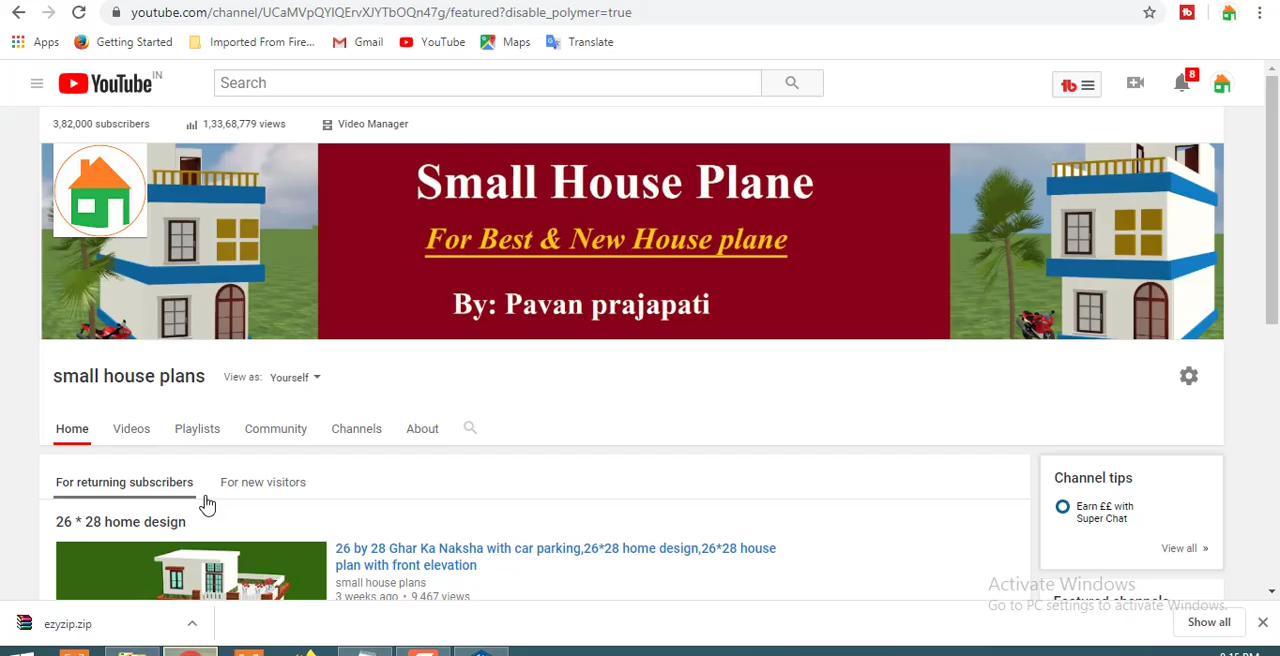 youtube.com/channel/UCaMVpQYIQErvXJYTbOQn47g/featured?disable_polymer=true
Apps Getting Started Imported From Fire... Gmail YouTube Maps Translate
YouTube IN Search 8
3,82,000 subscribers 1,33,68,779 views Video Manager
Small House Plane
For Best & New House plane
By: Pavan prajapati
small house plans View as: Yourself
Home Videos Playlists Community Channels About
For returning subscribers For new visitors
Channel tips
Earn ££ with
Super Chat
View all »
26 * 28 home design
26 by 28 Ghar Ka Naksha with car parking,26*28 home design,26*28 house
plan with front elevation
small house plans
3 weeks ago • 9,467 views
Featured channels
Activate Windows
Go to PC settings to activate Windows.
ezyzip.zip Show all
8:15 PM